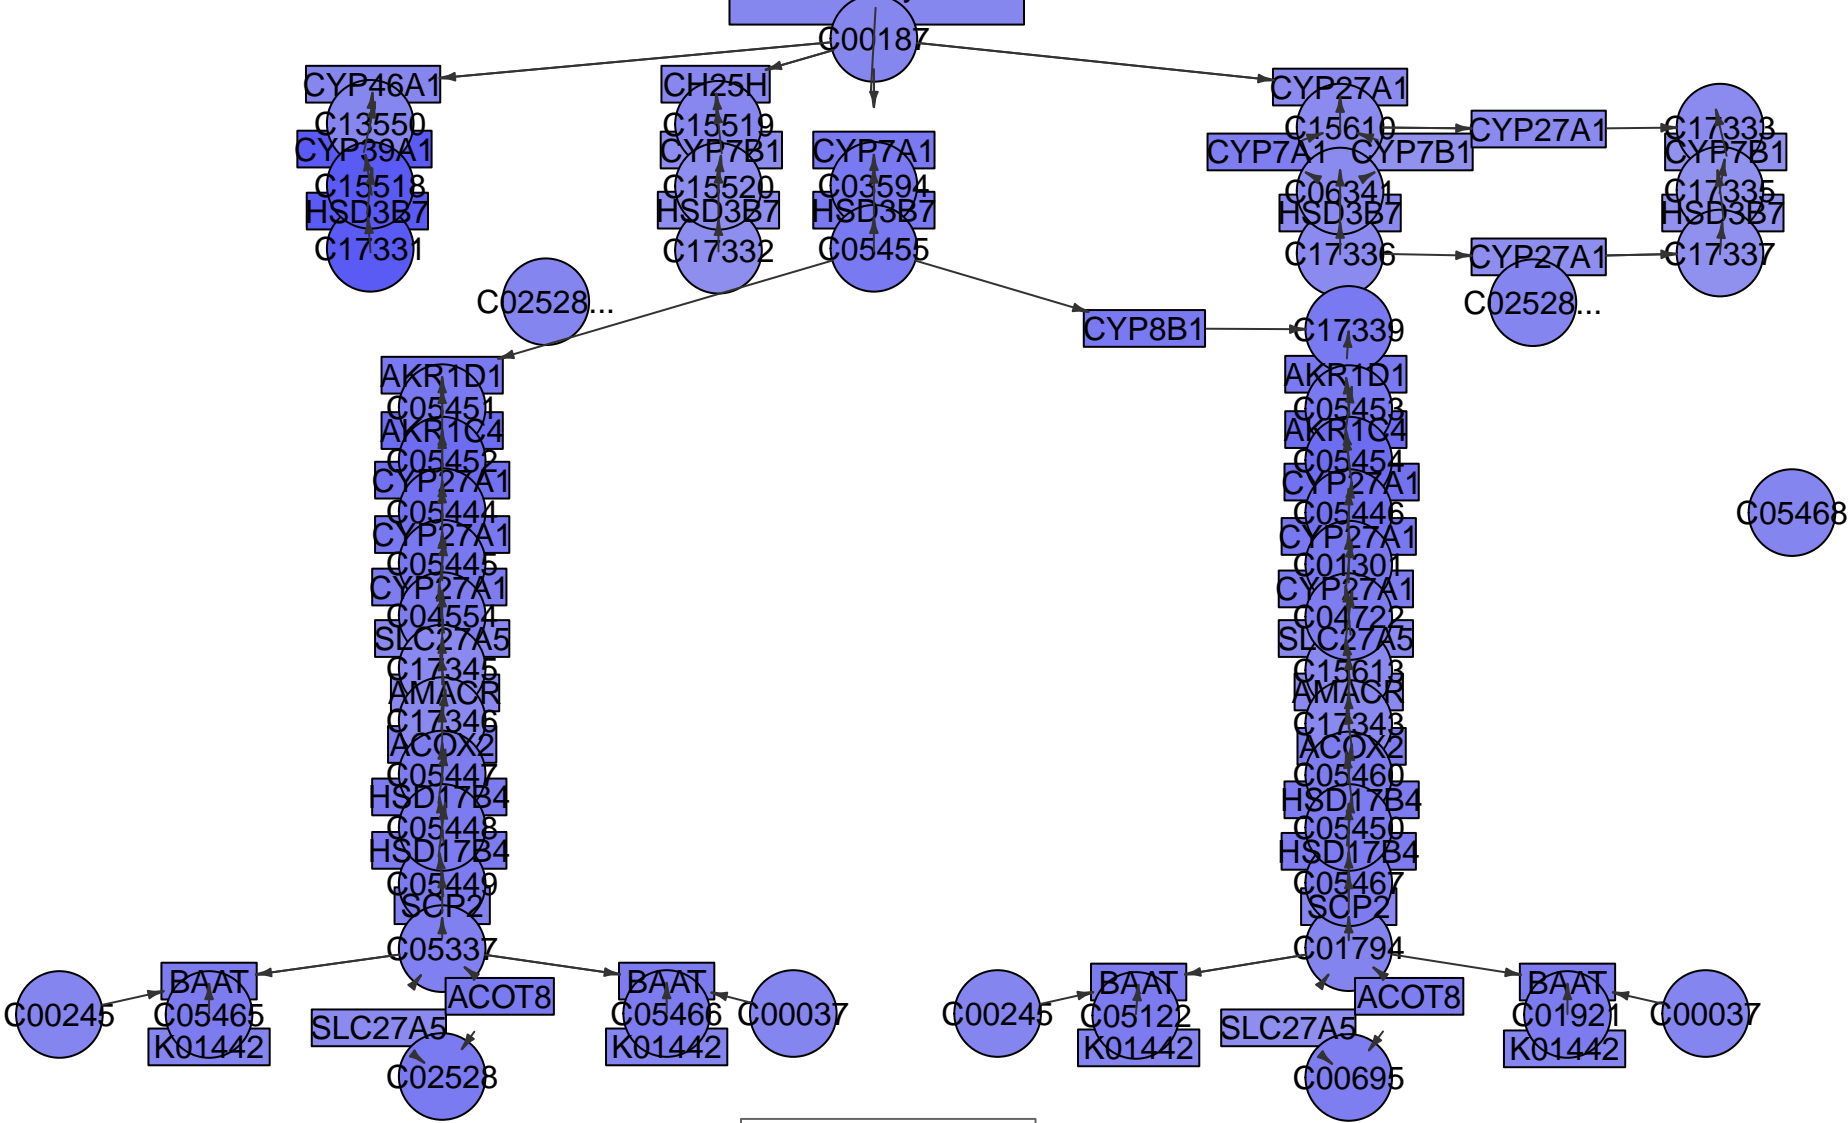 C00187
CYP46A1
C13550
CYP39A1
C15518
HSD3B7
C17331
CH25H
C15519
CYP7B1
C15520
HSD3B7
C17332
CYP7A1
C03594
HSD3B7
C05455
CYP27A1
C15610
CYP7A1
CYP7B1
C06341
HSD3B7
C17336
CYP27A1
CYP27A1
C17333
CYP7B1
C17335
HSD3B7
C17337
C02528...
C02528...
CYP8B1
C17339
AKR1D1
C05451
AKR1C4
C05452
CYP27A1
C05444
CYP27A1
C05445
CYP27A1
C04554
SLC27A5
C17345
AMACR
C17346
ACOX2
C05447
HSD17B4
C05448
HSD17B4
C05449
SCP2
C05337
AKR1D1
C05453
AKR1C4
C05454
CYP27A1
C05446
CYP27A1
C01301
CYP27A1
C04722
SLC27A5
C15613
AMACR
C17343
ACOX2
C05460
HSD17B4
C05450
HSD17B4
C05467
SCP2
C01794
C05468
C00245
BAAT
C05465
K01442
SLC27A5
ACOT8
C02528
BAAT
C05466
K01442
C00037
C00245
BAAT
C05122
K01442
SLC27A5
ACOT8
C00695
BAAT
C01921
K01442
C00037